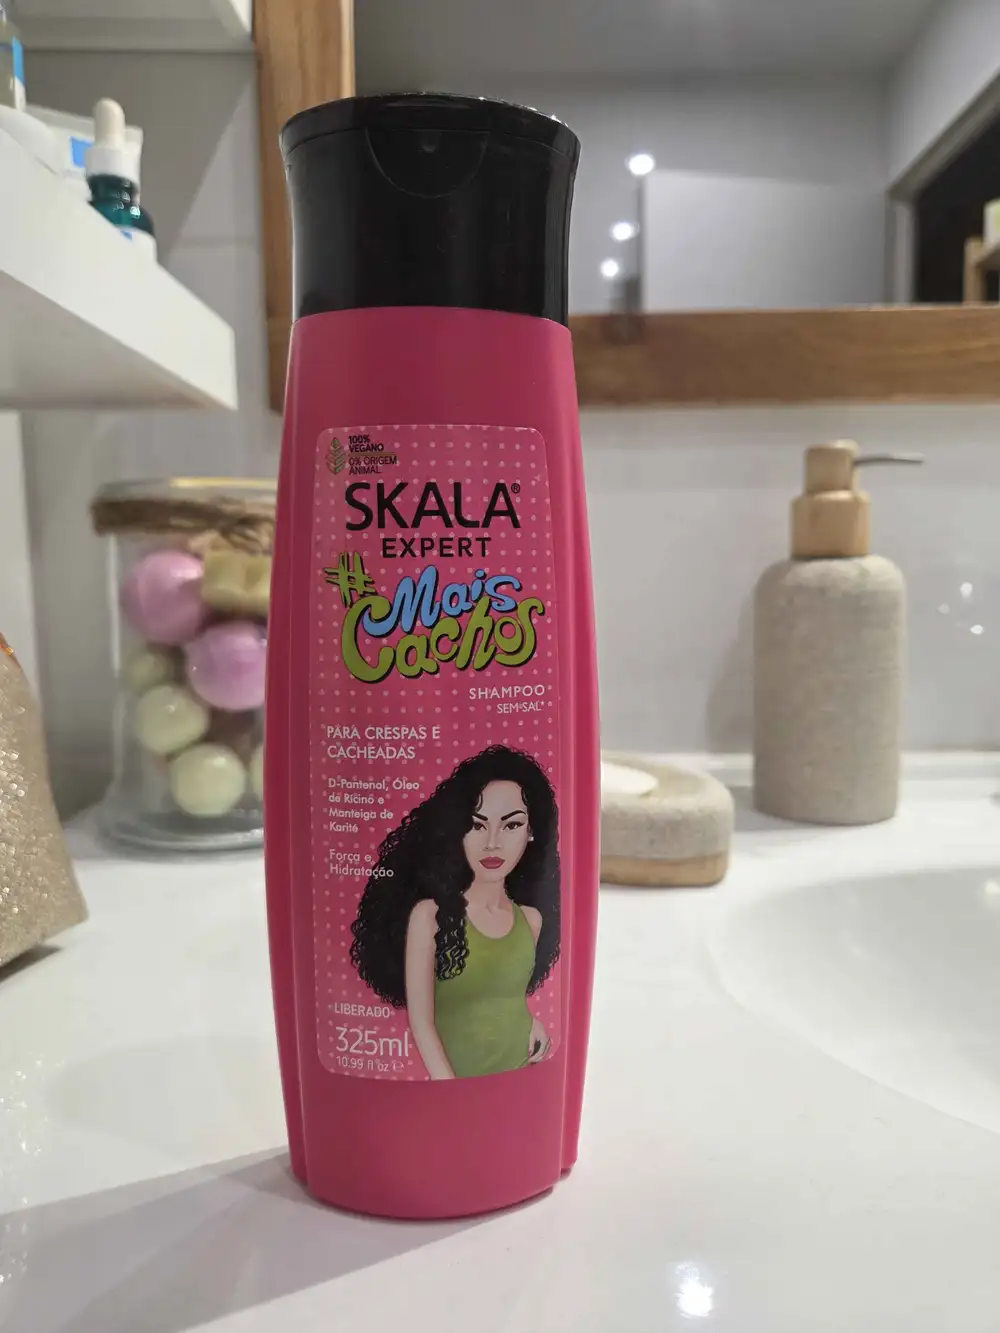 100%
VEGANO
0% ORIGEM
ANIMAL
SKALA®
EXPERT
#Mais
Cachos
SHAMPOO
SEM SAL*
PARA CRESPAS E
CACHEADAS
D-Pantenol, Óleo
de Rícino e
Manteiga de
Karité
Força e
Hidratação
LIBERADO
325ml
10.99 fl oz ℮